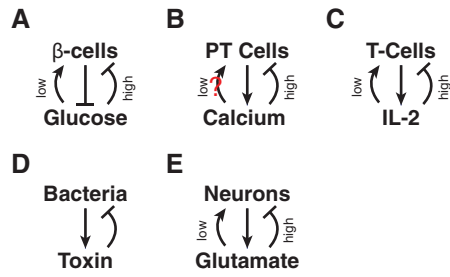 A
β-cells
low
high
Glucose
B
PT Cells
low
?
high
Calcium
C
T-Cells
low
high
IL-2
D
Bacteria
Toxin
E
Neurons
low
high
Glutamate